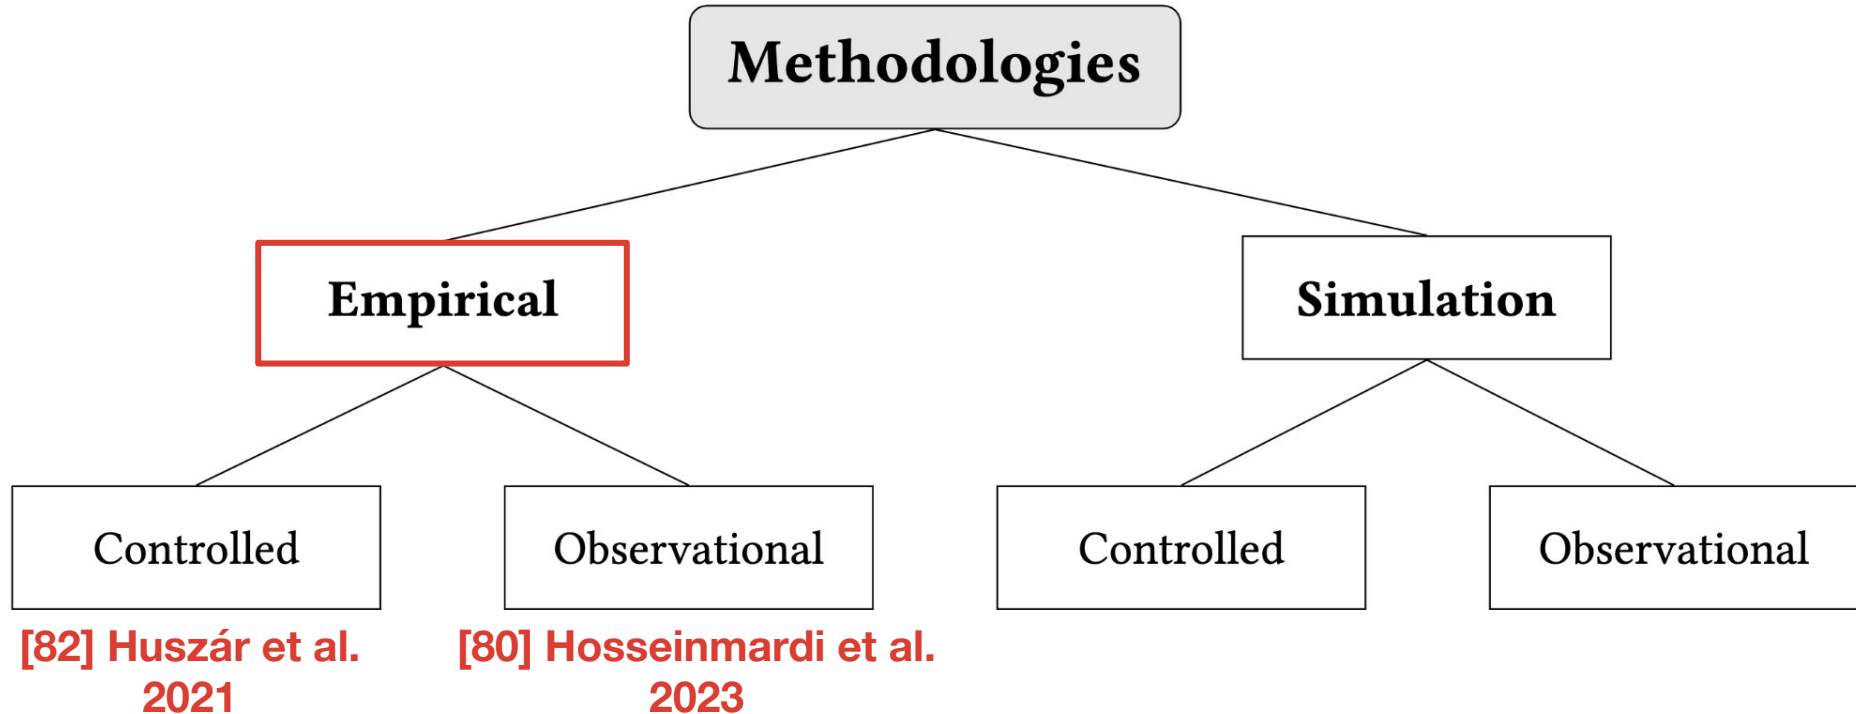 Methodologies
Empirical
Simulation
Controlled
Observational
Controlled
Observational
[82] Huszár et al.
2021
[80] Hosseinmardi et al.
2023